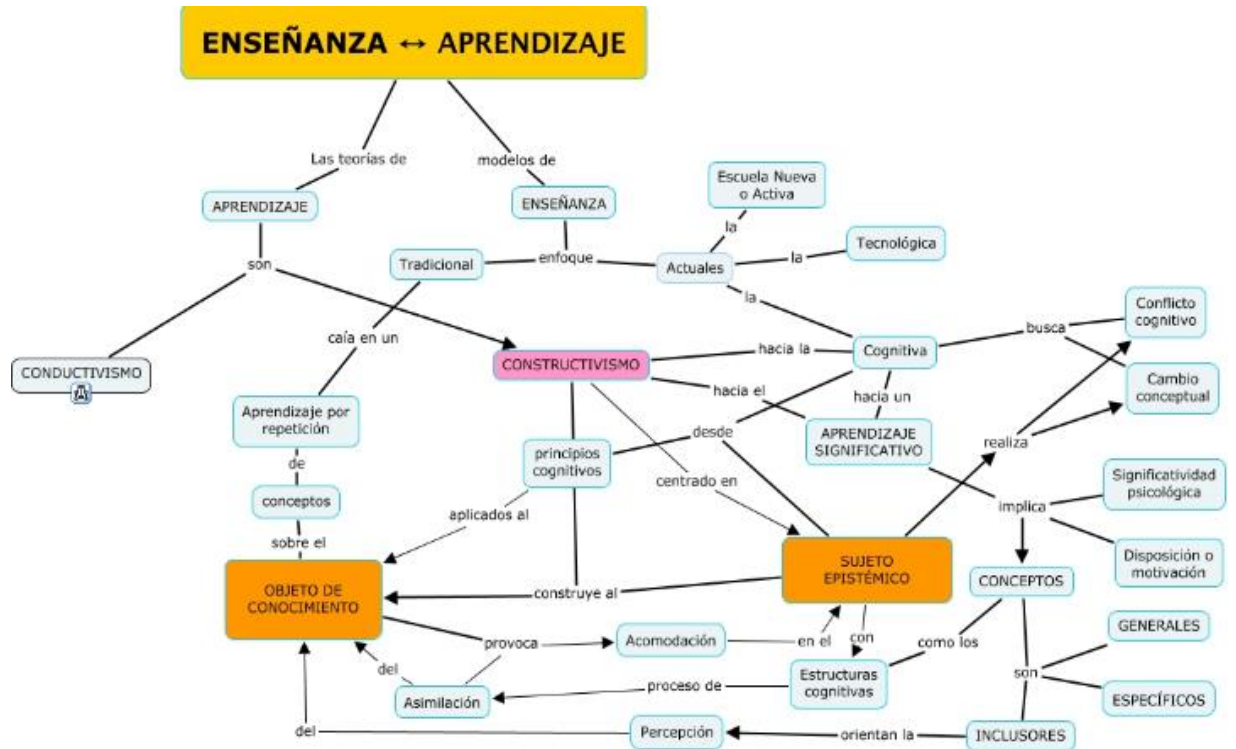 ENSEÑANZA ↔ APRENDIZAJE
Las teorías de
modelos de
APRENDIZAJE
ENSEÑANZA
Escuela Nueva
o Activa
la
son
Tradicional
enfoque
Actuales
la
Tecnológica
la
caía en un
CONDUCTIVISMO
CONSTRUCTIVISMO
hacia la
Cognitiva
busca
Conflicto
cognitivo
Cambio
conceptual
hacia el
hacia un
Aprendizaje por
repetición
desde
APRENDIZAJE
SIGNIFICATIVO
realiza
principios
cognitivos
centrado en
de
conceptos
aplicados al
implica
Significatividad
psicológica
sobre el
Disposición o
motivación
OBJETO DE
CONOCIMIENTO
construye al
SUJETO
EPISTÉMICO
CONCEPTOS
GENERALES
provoca
Acomodación
en el
con
como los
del
Asimilación
proceso de
Estructuras
cognitivas
son
ESPECÍFICOS
del
Percepción
orientan la
INCLUSORES